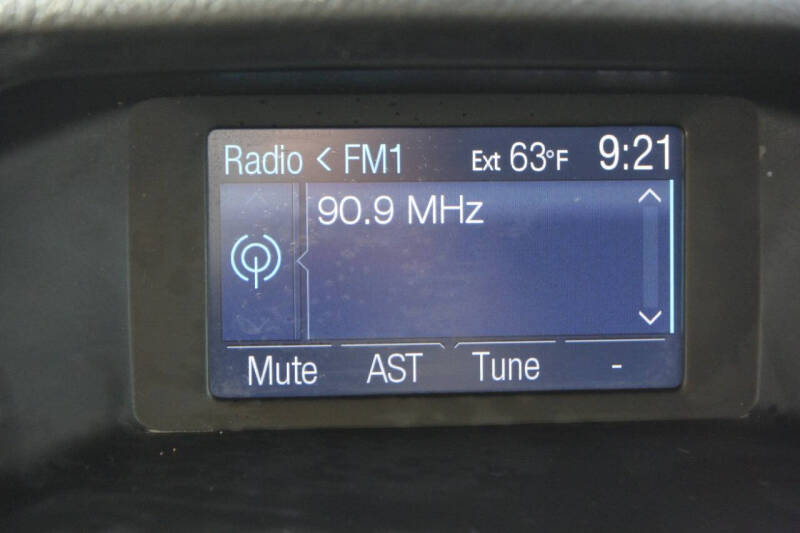 Radio < FM1 Ext 63°F 9:21
90.9 MHz
Mute AST Tune -